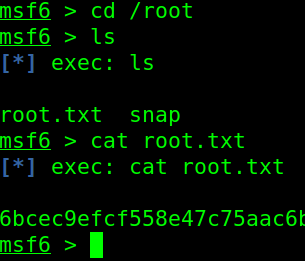 msf6 > cd /root
msf6 > ls
[*] exec: ls
root.txt  snap
msf6 > cat root.txt
[*] exec: cat root.txt
6bcec9efcf558e47c75aac6b
msf6 >